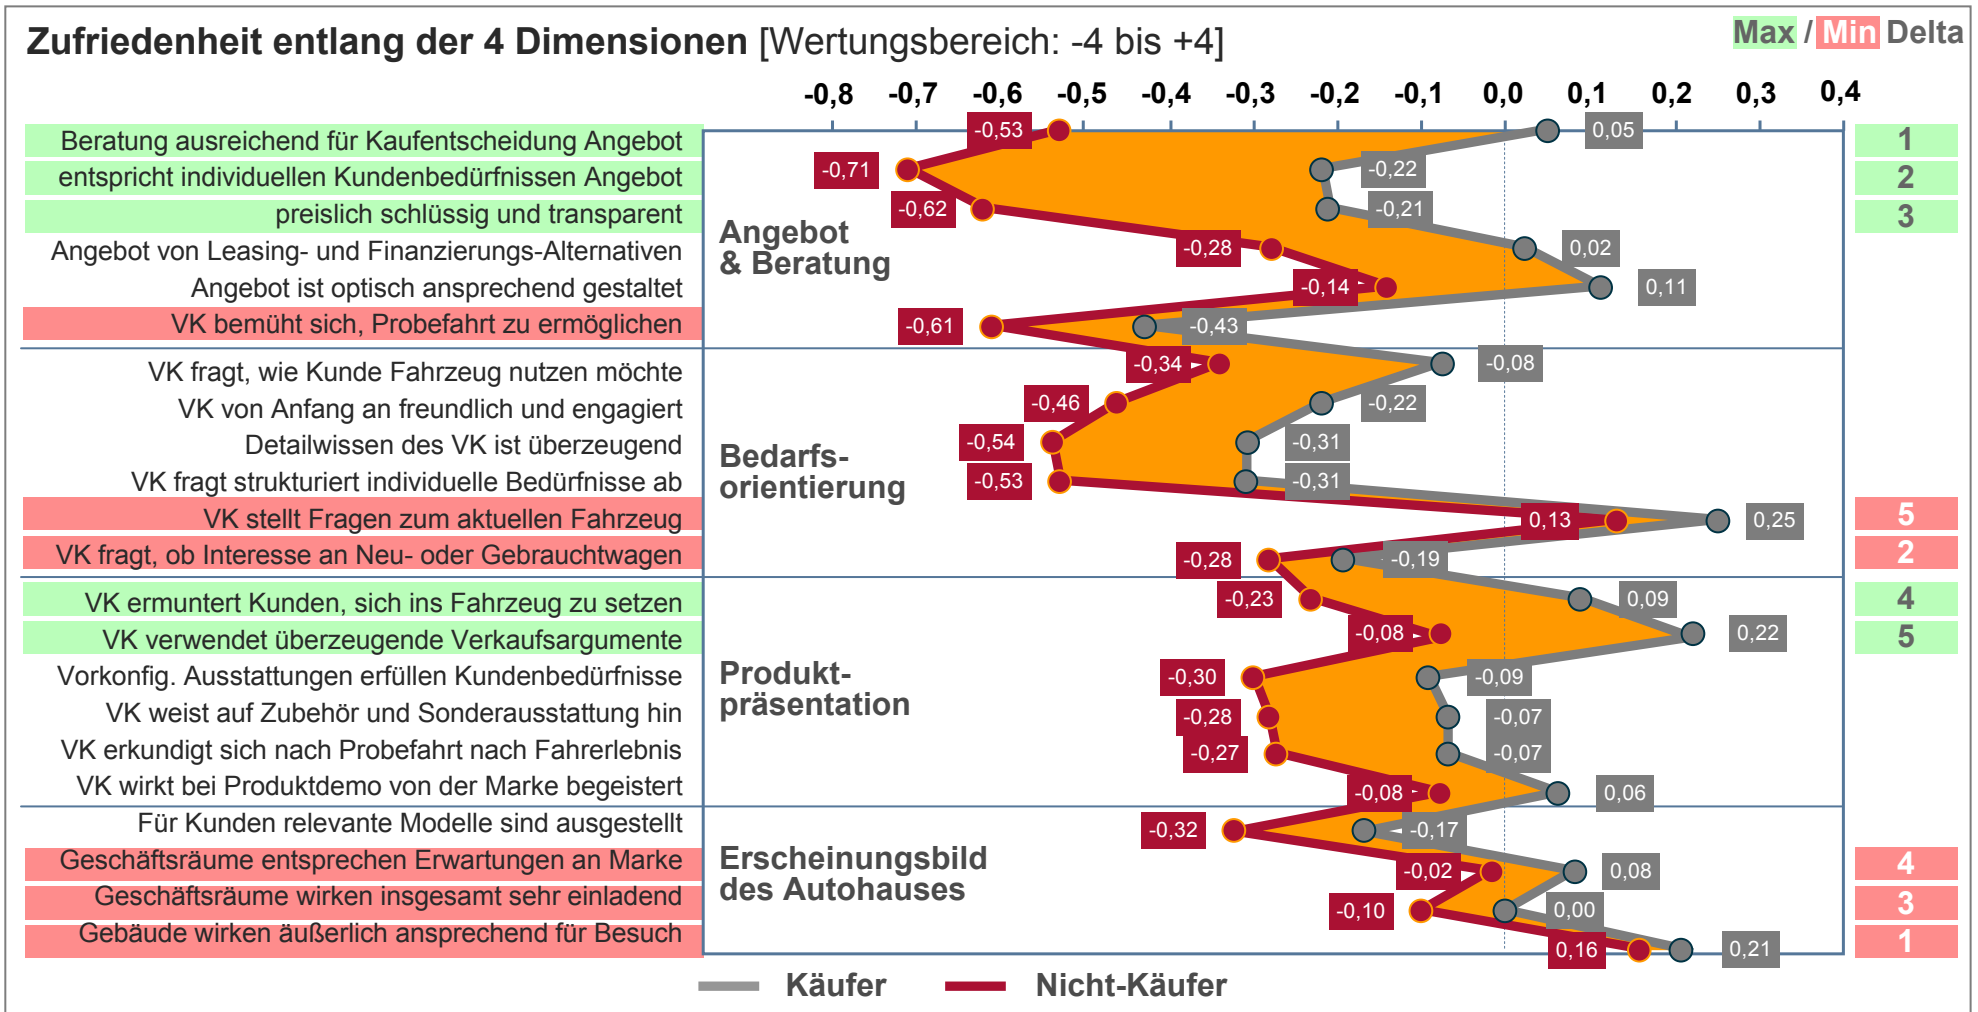 Zufriedenheit entlang der 4 Dimensionen [Wertungsbereich: -4 bis +4]
Max / Min Delta
-0,8 -0,7 -0,6 -0,5 -0,4 -0,3 -0,2 -0,1 0,0 0,1 0,2 0,3 0,4
Beratung ausreichend für Kaufentscheidung Angebot -0,53 0,05 1
entspricht individuellen Kundenbedürfnissen Angebot -0,71 -0,22 2
preislich schlüssig und transparent -0,62 -0,21 3
Angebot
& Beratung
Angebot von Leasing- und Finanzierungs-Alternativen -0,28 0,02
Angebot ist optisch ansprechend gestaltet -0,14 0,11
VK bemüht sich, Probefahrt zu ermöglichen -0,61 -0,43
VK fragt, wie Kunde Fahrzeug nutzen möchte -0,34 -0,08
VK von Anfang an freundlich und engagiert -0,46 -0,22
Detailwissen des VK ist überzeugend -0,54 -0,31
Bedarfs-
orientierung
VK fragt strukturiert individuelle Bedürfnisse ab -0,53 -0,31
VK stellt Fragen zum aktuellen Fahrzeug 0,13 0,25 5
VK fragt, ob Interesse an Neu- oder Gebrauchtwagen -0,28 -0,19 2
VK ermuntert Kunden, sich ins Fahrzeug zu setzen -0,23 0,09 4
VK verwendet überzeugende Verkaufsargumente -0,08 0,22 5
Vorkonfig. Ausstattungen erfüllen Kundenbedürfnisse -0,30 -0,09
Produkt-
präsentation
VK weist auf Zubehör und Sonderausstattung hin -0,28 -0,07
VK erkundigt sich nach Probefahrt nach Fahrerlebnis -0,27 -0,07
VK wirkt bei Produktdemo von der Marke begeistert -0,08 0,06
Für Kunden relevante Modelle sind ausgestellt -0,32 -0,17
Erscheinungsbild
des Autohauses
Geschäftsräume entsprechen Erwartungen an Marke -0,02 0,08 4
Geschäftsräume wirken insgesamt sehr einladend -0,10 0,00 3
Gebäude wirken äußerlich ansprechend für Besuch 0,16 0,21 1
Käufer Nicht-Käufer